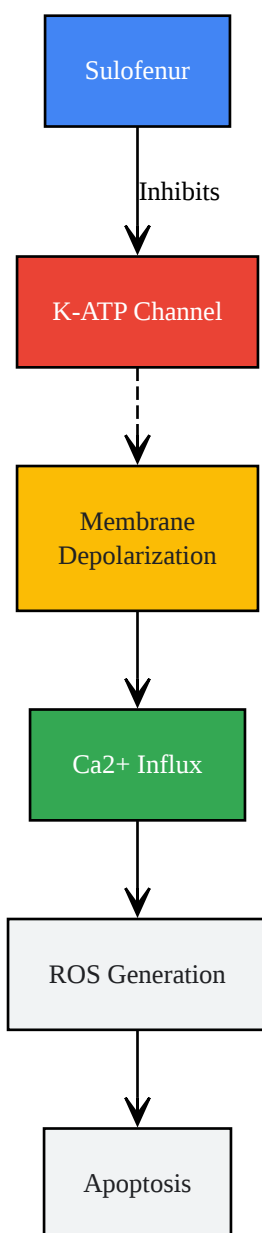 Sulofenur
Inhibits
K-ATP Channel
Membrane
Depolarization
Ca2+ Influx
ROS Generation
Apoptosis